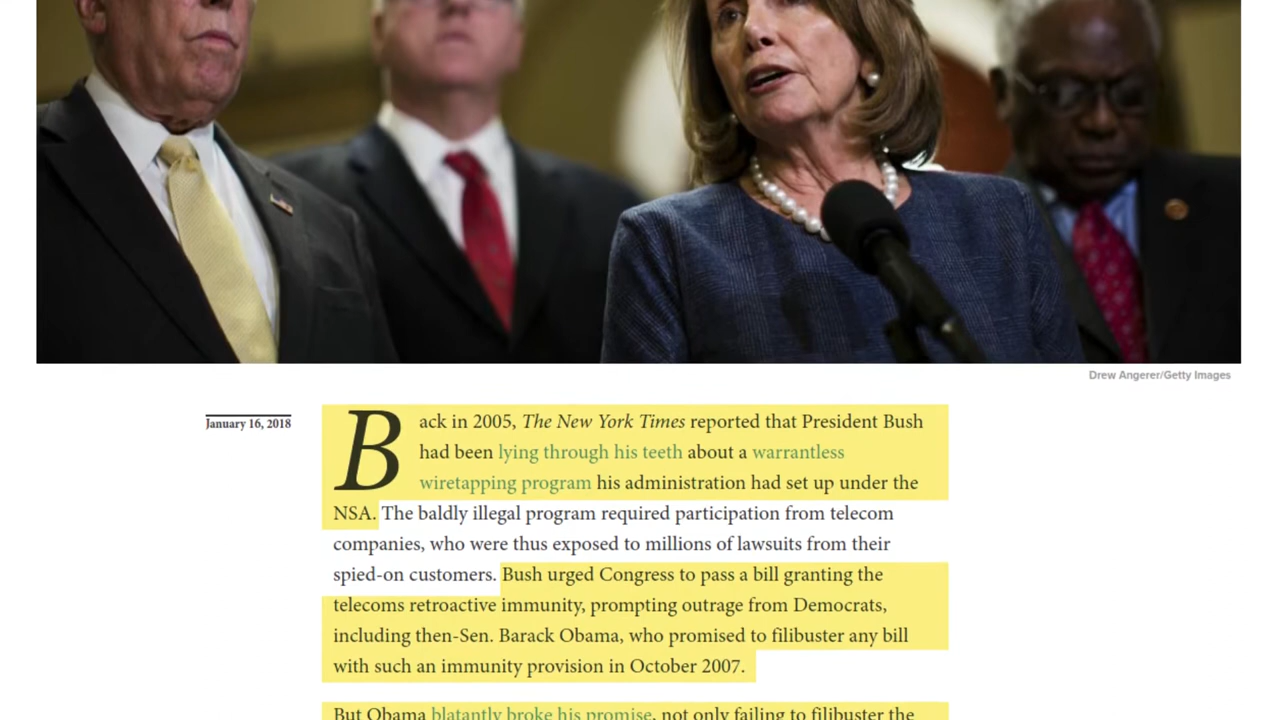 Drew Angerer/Getty Images
January 16, 2018
Back in 2005, The New York Times reported that President Bush
had been lying through his teeth about a warrantless
wiretapping program his administration had set up under the
NSA. The baldly illegal program required participation from telecom
companies, who were thus exposed to millions of lawsuits from their
spied-on customers. Bush urged Congress to pass a bill granting the
telecoms retroactive immunity, prompting outrage from Democrats,
including then-Sen. Barack Obama, who promised to filibuster any bill
with such an immunity provision in October 2007.
But Obama blatantly broke his promise, not only failing to filibuster the